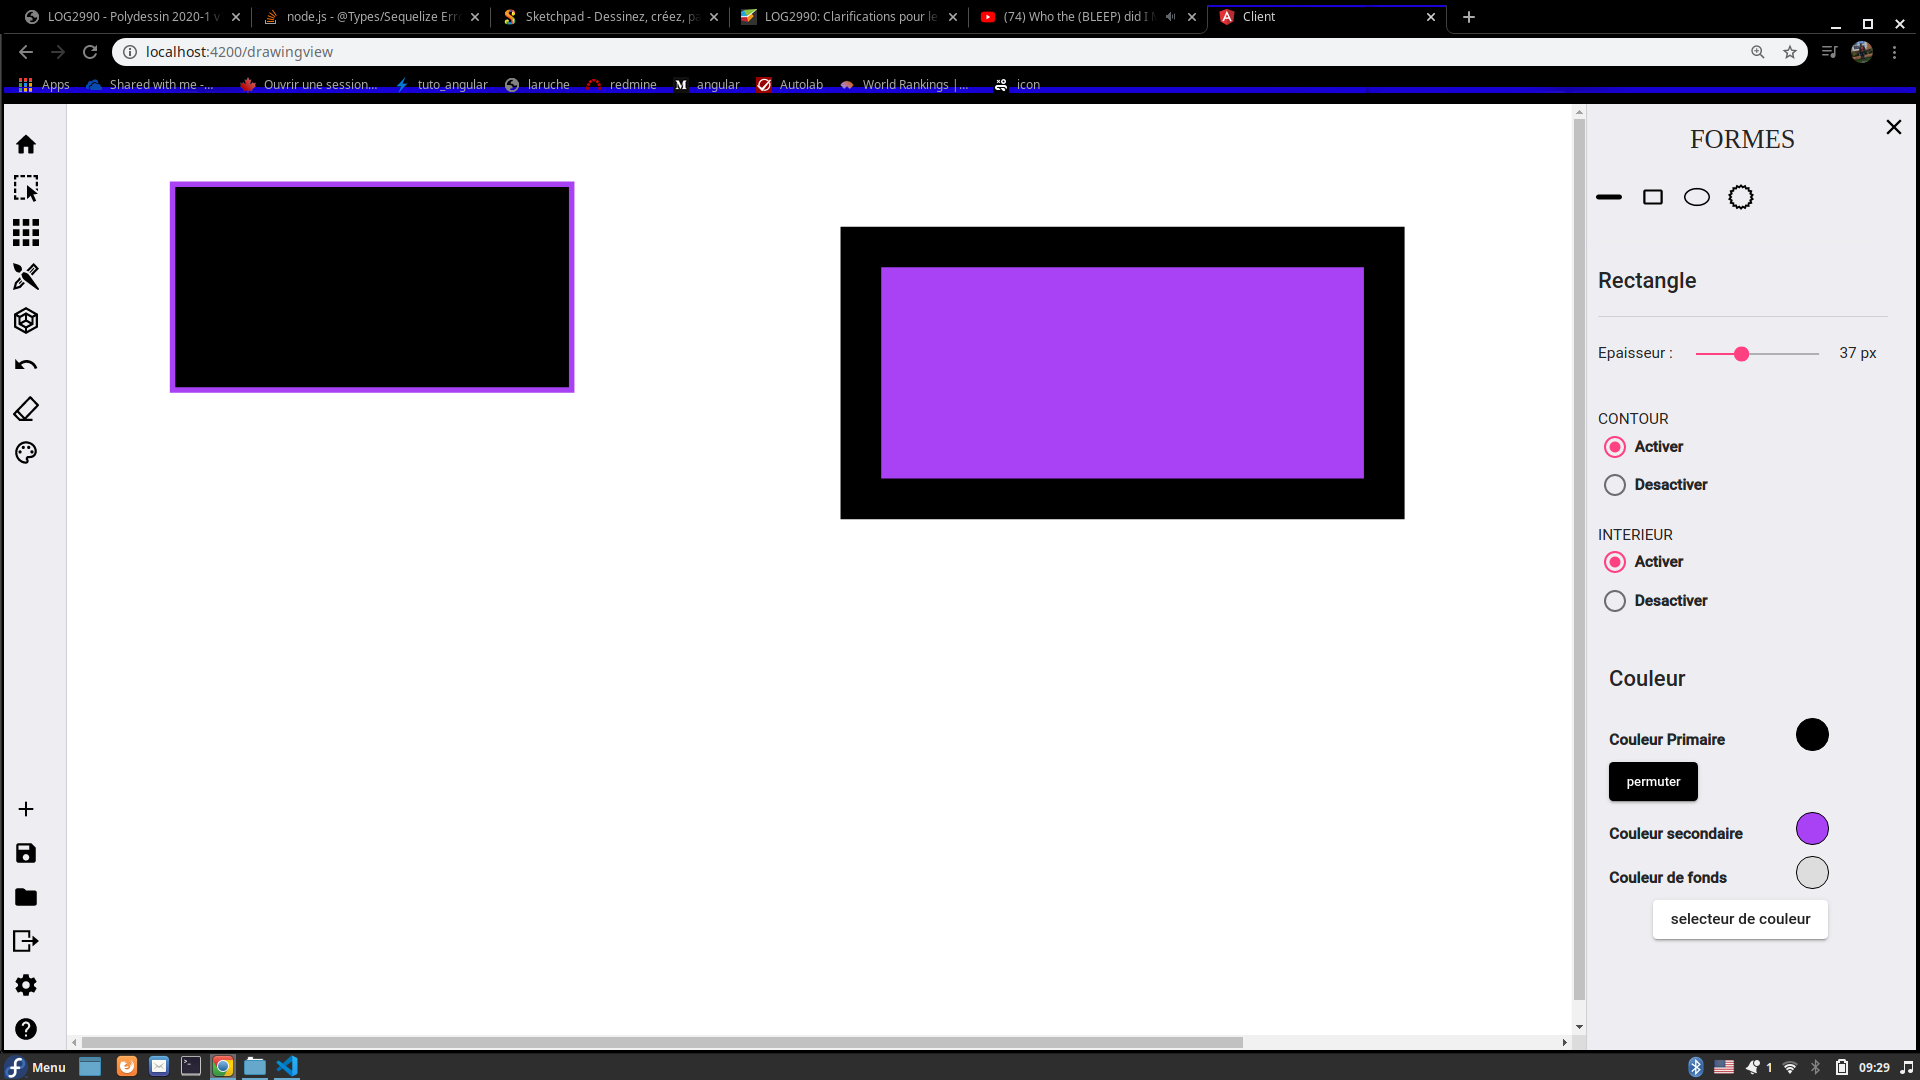 LOG2990 - Polydessin 2020-1 v
node.js - @Types/Sequelize Erro
Sketchpad - Dessinez, créez, pa
LOG2990: Clarifications pour le
(74) Who the (BLEEP) did I M
Client
localhost:4200/drawingview
Apps
Shared with me -...
Ouvrir une session...
tuto_angular
laruche
redmine
M angular
Autolab
World Rankings |...
icon
FORMES
Rectangle
Epaisseur : 37 px
CONTOUR
Activer
Desactiver
INTERIEUR
Activer
Desactiver
Couleur
Couleur Primaire
permuter
Couleur secondaire
Couleur de fonds
selecteur de couleur
Menu
1
09:29